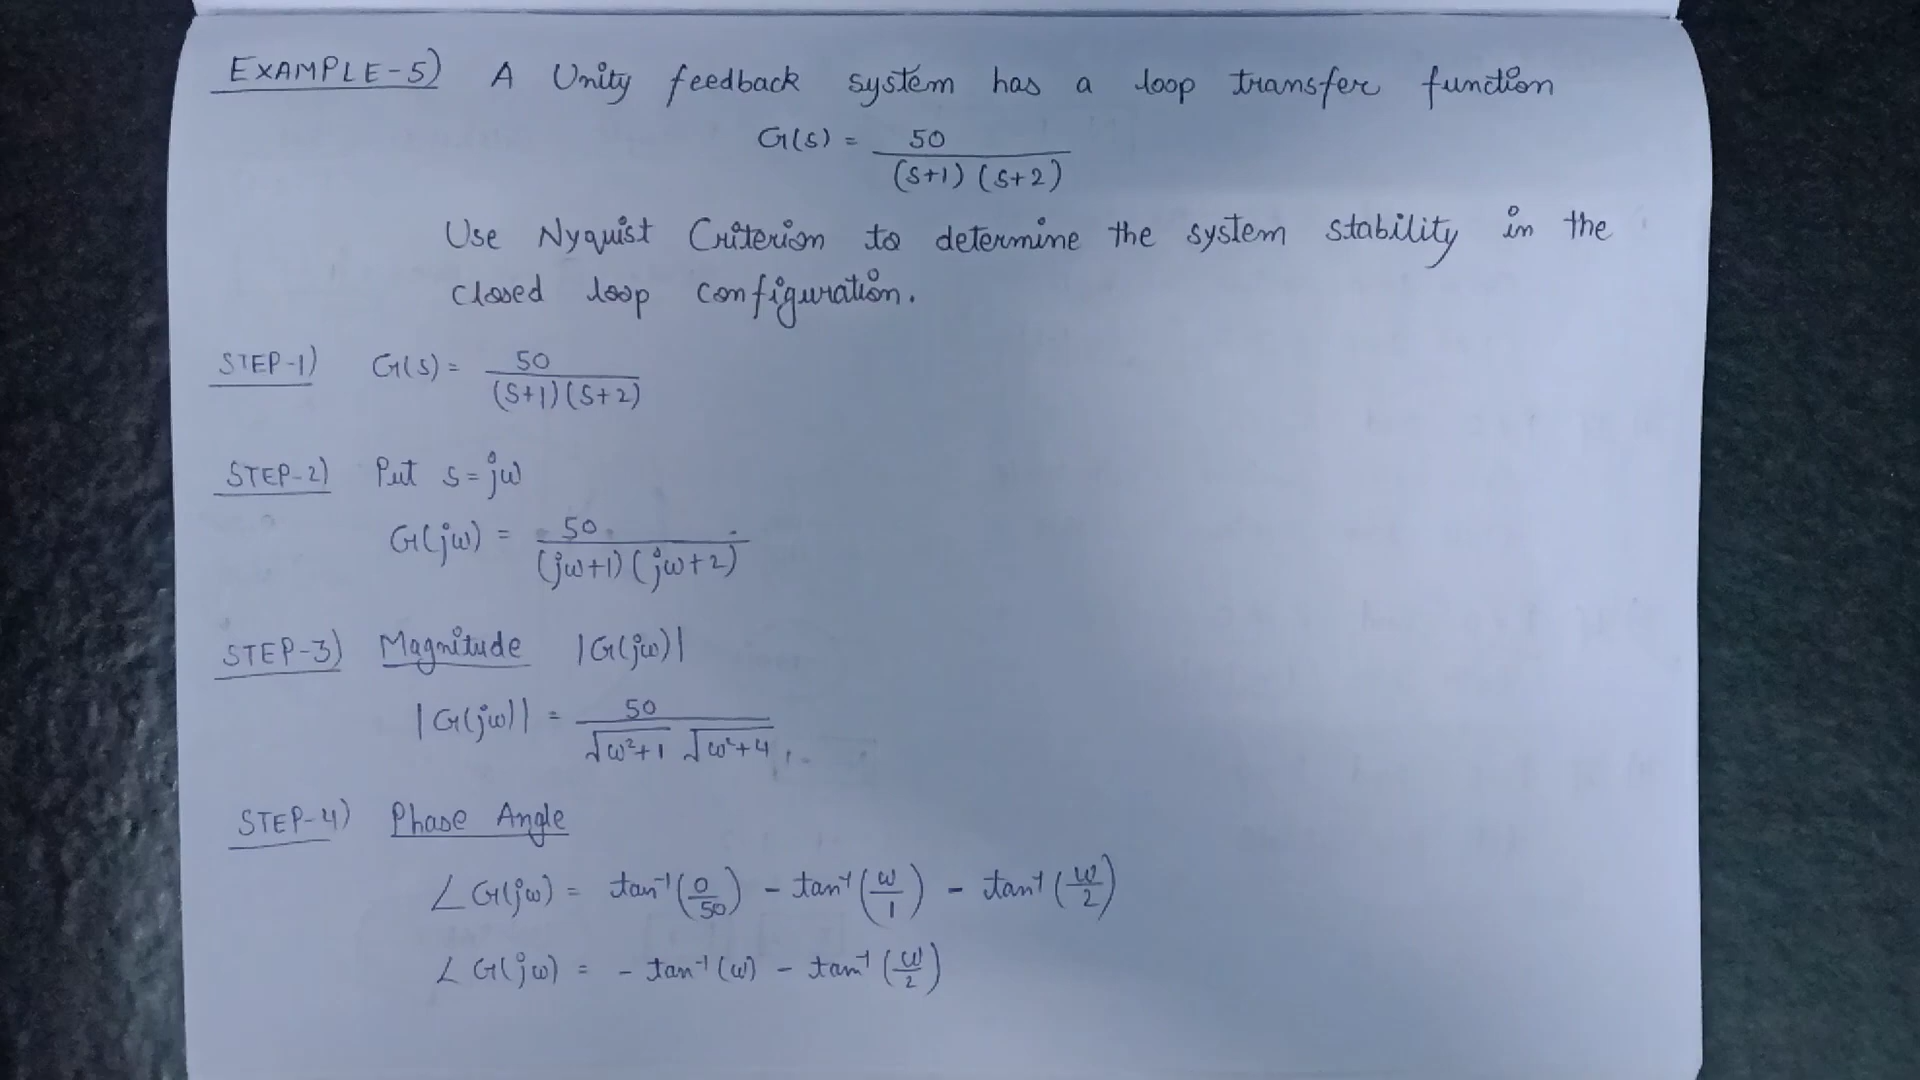 EXAMPLE-5) A Unity feedback system has a loop transfer function
G(s) = 50 / (s+1) (s+2)
Use Nyquist Criterion to determine the system stability in the
closed loop configuration.
STEP-1) G(s) = 50 / (s+1)(s+2)
STEP-2) Put s=jω
G(jω) = 50 / (jω+1) (jω+2)
STEP-3) Magnitude |G(jω)|
|G(jω)| = 50 / √ω²+1 √ω²+4
STEP-4) Phase Angle
∠G(jω) = tan⁻¹(0/50) - tan⁻¹(ω/1) - tan⁻¹(ω/2)
∠G(jω) = - tan⁻¹(ω) - tan⁻¹(ω/2)